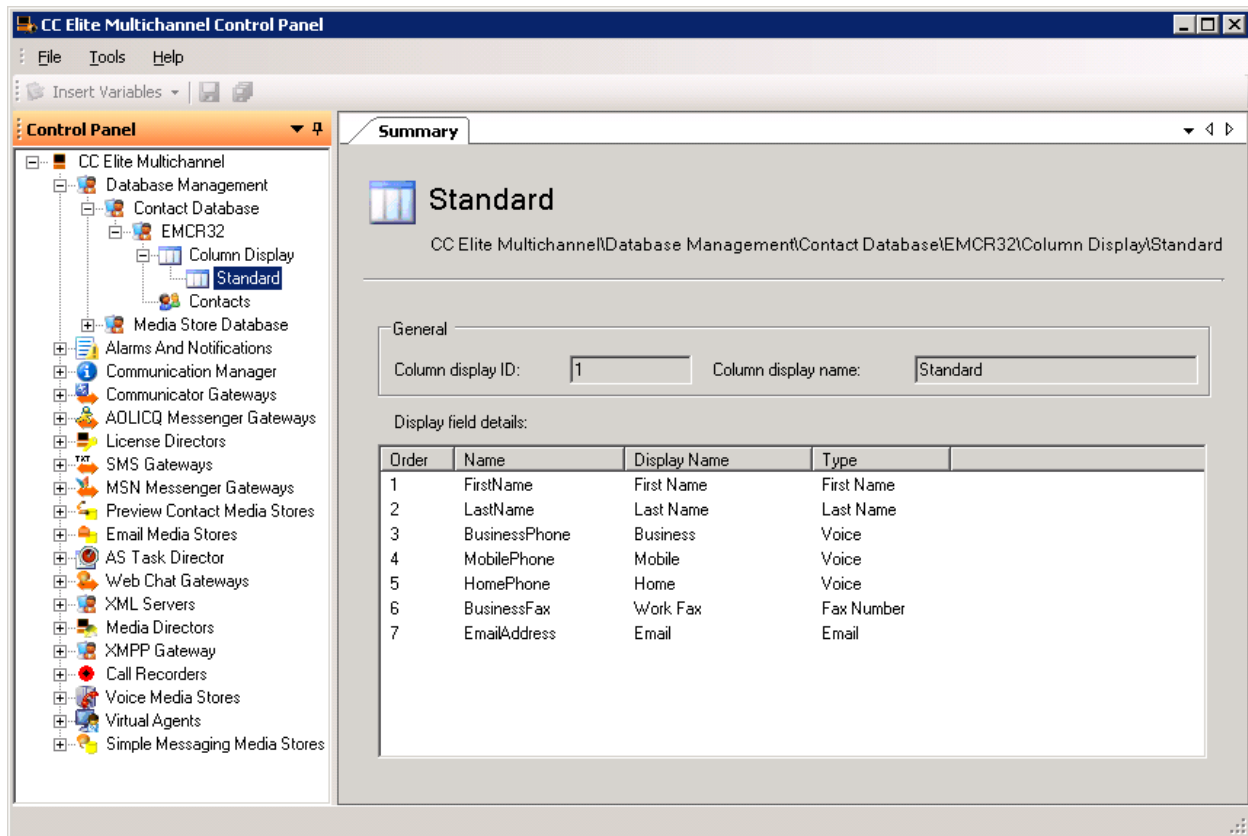 CC Elite Multichannel Control Panel
File Tools Help
Insert Variables
Control Panel
CC Elite Multichannel
Database Management
Contact Database
EMCR32
Column Display
Standard
Contacts
Media Store Database
Alarms And Notifications
Communication Manager
Communicator Gateways
AOLICQ Messenger Gateways
License Directors
TXT
SMS Gateways
MSN Messenger Gateways
Preview Contact Media Stores
Email Media Stores
AS Task Director
Web Chat Gateways
XML Servers
Media Directors
XMPP Gateway
Call Recorders
Voice Media Stores
Virtual Agents
Simple Messaging Media Stores
Summary
Standard
CC Elite Multichannel\Database Management\Contact Database\EMCR32\Column Display\Standard
General
Column display ID: 1 Column display name: Standard
Display field details:
Order Name Display Name Type
1 FirstName First Name First Name
2 LastName Last Name Last Name
3 BusinessPhone Business Voice
4 MobilePhone Mobile Voice
5 HomePhone Home Voice
6 BusinessFax Work Fax Fax Number
7 EmailAddress Email Email